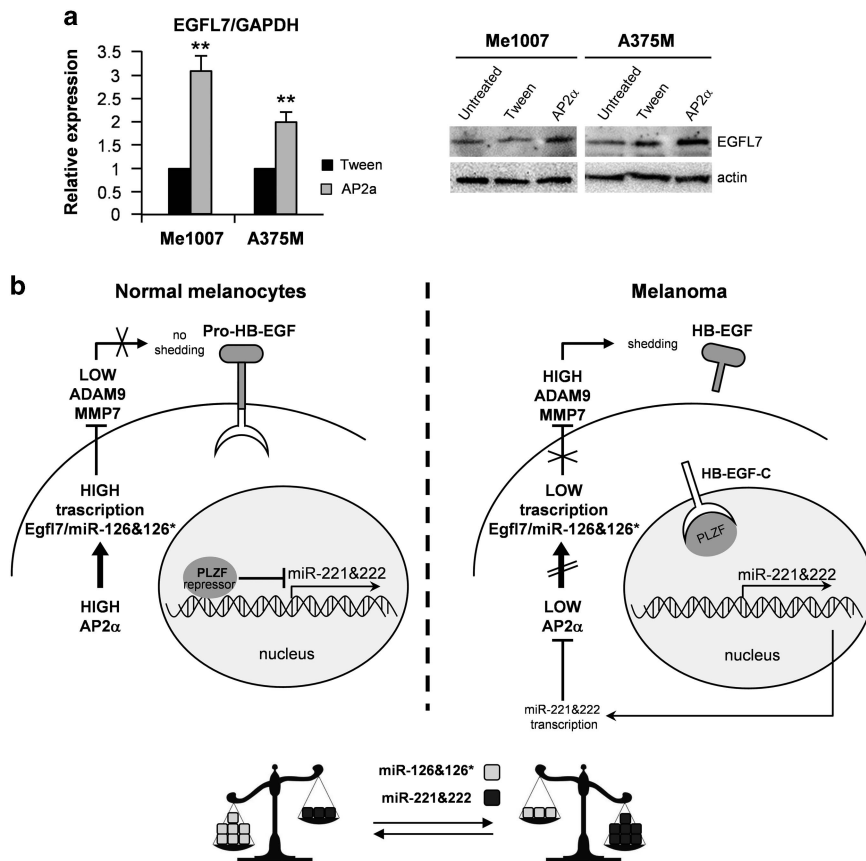 a
EGFL7/GAPDH
Relative expression
3.5
3
2.5
2
1
1
0.5
0
**
**
Tween
AP2a
Me1007
A375M
Me1007
A375M
Untreated
Tween
AP2α
Untreated
Tween
AP2α
EGFL7
actin
b
Normal melanocytes
no
shedding
Pro-HB-EGF
LOW
ADAM9
MMP7
HIGH
trascription
Egfl7/miR-126&126*
HIGH
AP2α
PLZF
repressor
miR-221&222
nucleus
Melanoma
shedding
HB-EGF
HIGH
ADAM9
MMP7
HB-EGF-C
LOW
trascription
Egfl7/miR-126&126*
PLZF
LOW
AP2α
miR-221&222
nucleus
miR-221&222
transcription
miR-126&126*
miR-221&222